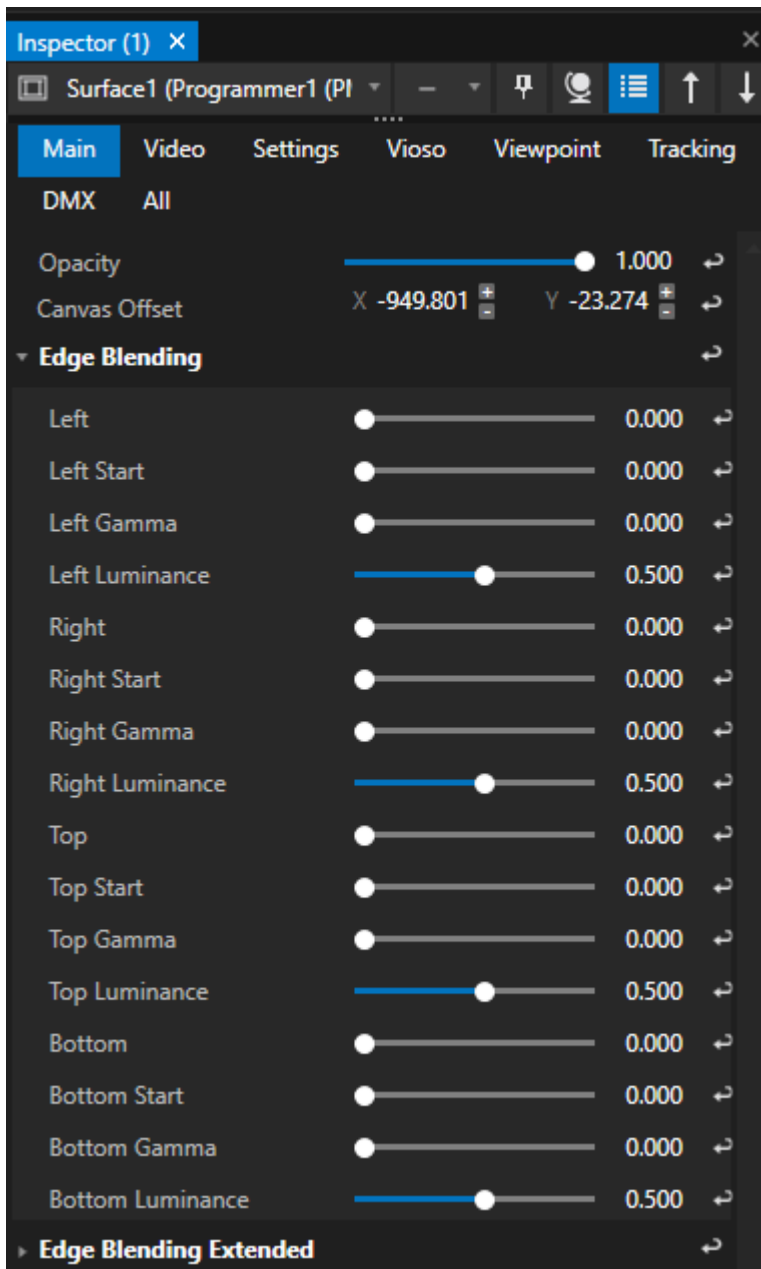 Inspector (1) ×
Surface1 (Programmer1 (Pl –
Main Video Settings Vioso Viewpoint Tracking
DMX All
Opacity 1.000
Canvas Offset X -949.801 + - Y -23.274 + -
Edge Blending
Left 0.000
Left Start 0.000
Left Gamma 0.000
Left Luminance 0.500
Right 0.000
Right Start 0.000
Right Gamma 0.000
Right Luminance 0.500
Top 0.000
Top Start 0.000
Top Gamma 0.000
Top Luminance 0.500
Bottom 0.000
Bottom Start 0.000
Bottom Gamma 0.000
Bottom Luminance 0.500
Edge Blending Extended